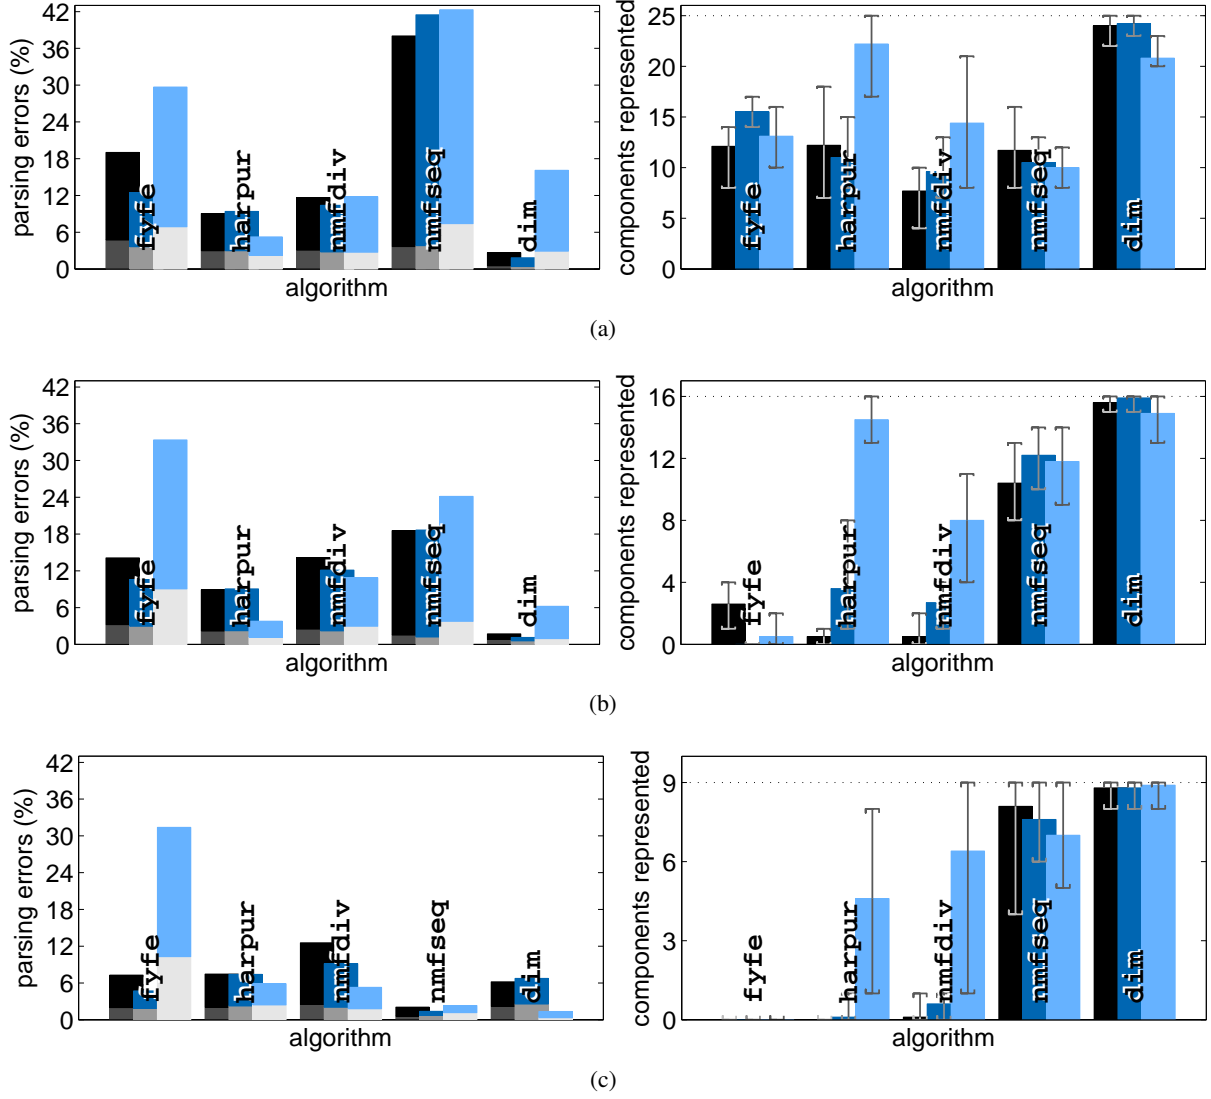 parsing errors (%)
42
36
30
24
18
12
6
0
fyfe
harpur
nmfdiv
nmfseq
dim
algorithm
components represented
25
20
15
10
5
0
fyfe
harpur
nmfdiv
nmfseq
dim
algorithm
(a)
parsing errors (%)
42
36
30
24
18
12
6
0
fyfe
harpur
nmfdiv
nmfseq
dim
algorithm
components represented
16
12
8
4
0
fyfe
harpur
nmfdiv
nmfseq
dim
algorithm
(b)
parsing errors (%)
42
36
30
24
18
12
6
0
fyfe
harpur
nmfdiv
nmfseq
dim
algorithm
components represented
9
6
3
0
fyfe
harpur
nmfdiv
nmfseq
dim
algorithm
(c)